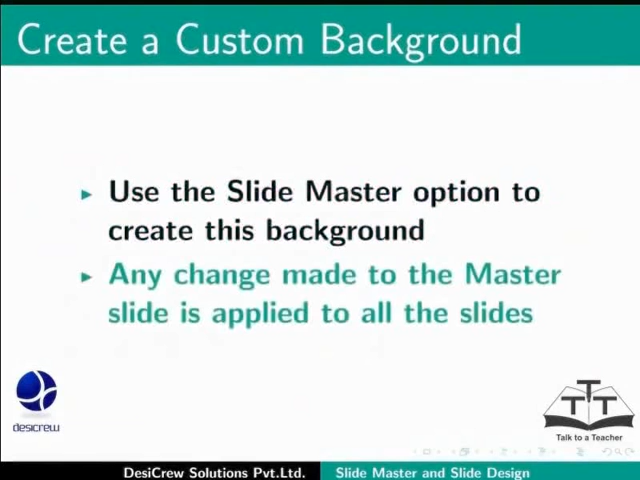 Create a Custom Background
Use the Slide Master option to
create this background
Any change made to the Master
slide is applied to all the slides
desicrew
T T T
Talk to a Teacher
DesiCrew Solutions Pvt.Ltd.
Slide Master and Slide Design